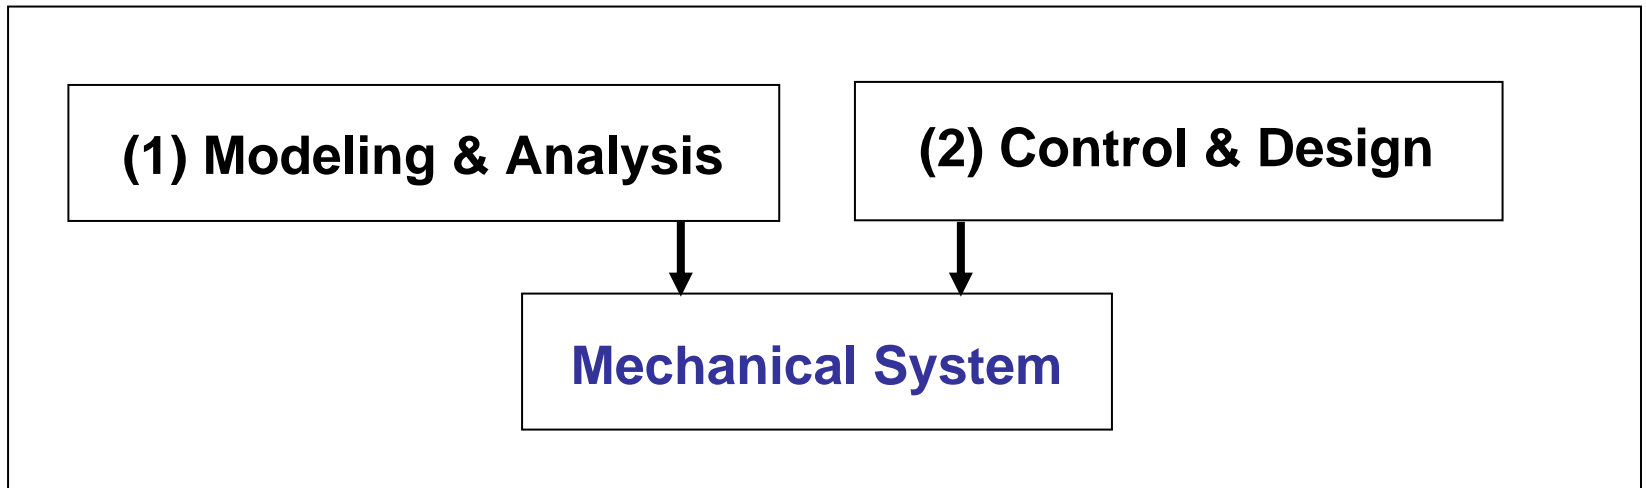 (1) Modeling & Analysis
(2) Control & Design
Mechanical System